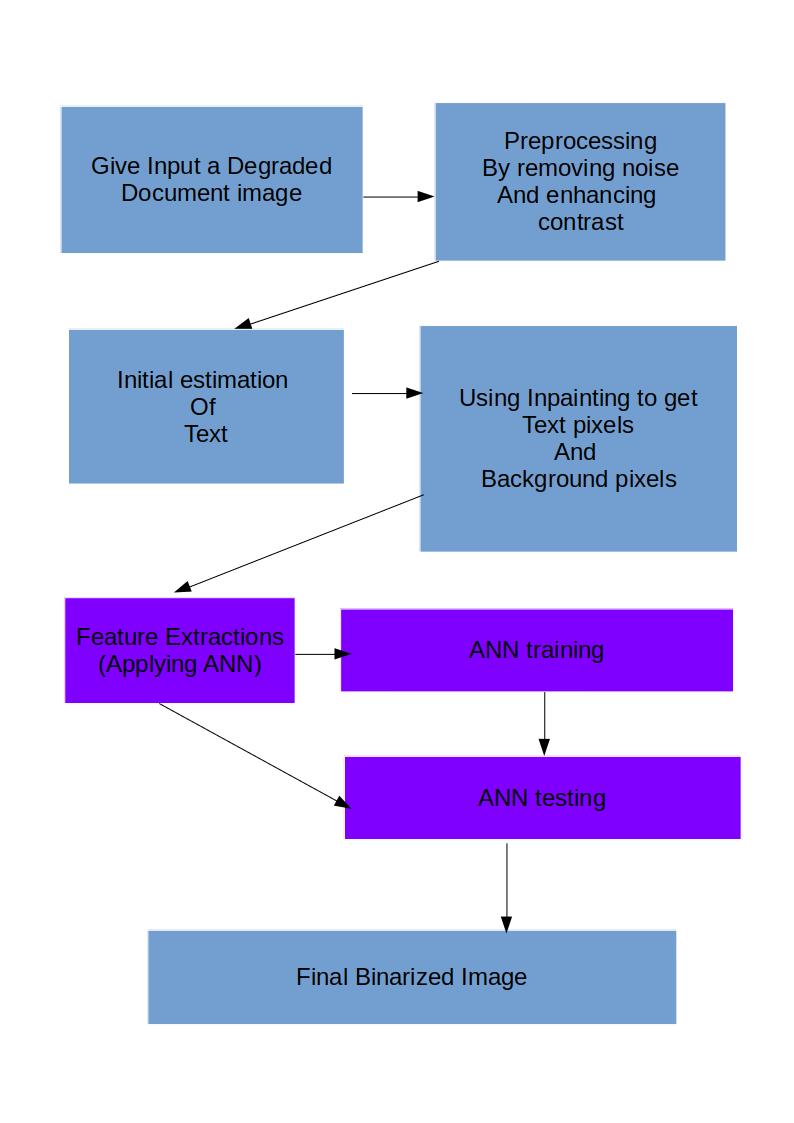 Give Input a Degraded
Document image
Preprocessing
By removing noise
And enhancing
contrast
Initial estimation
Of
Text
Using Inpainting to get
Text pixels
And
Background pixels
Feature Extractions
(Applying ANN)
ANN training
ANN testing
Final Binarized Image